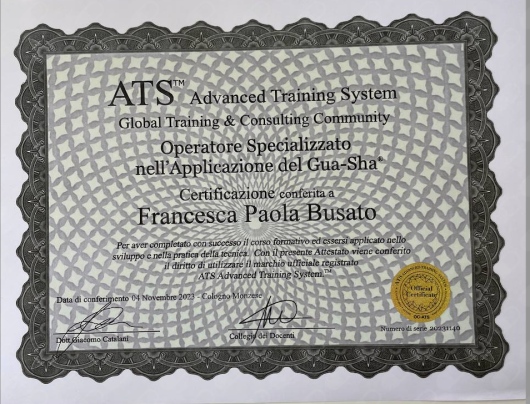 ATS™ Advanced Training System
Global Training & Consulting Community
Operatore Specializzato
nell'Applicazione del Gua-Sha®
Certificazione conferita a
Francesca Paola Busato
Per aver completato con successo il corso formativo ed essersi applicato nello
sviluppo e nella pratica della tecnica. Con il presente Attestato viene conferito
il diritto di utilizzare il marchio ufficiale registrato
ATS Advanced Training System.™
Data di conferimento 04 Novembre 2023 - Cologno Monzese
Official
Certificate
Dott.Giacomo Catalani
Collegio dei Docenti
Numero di serie 20231140